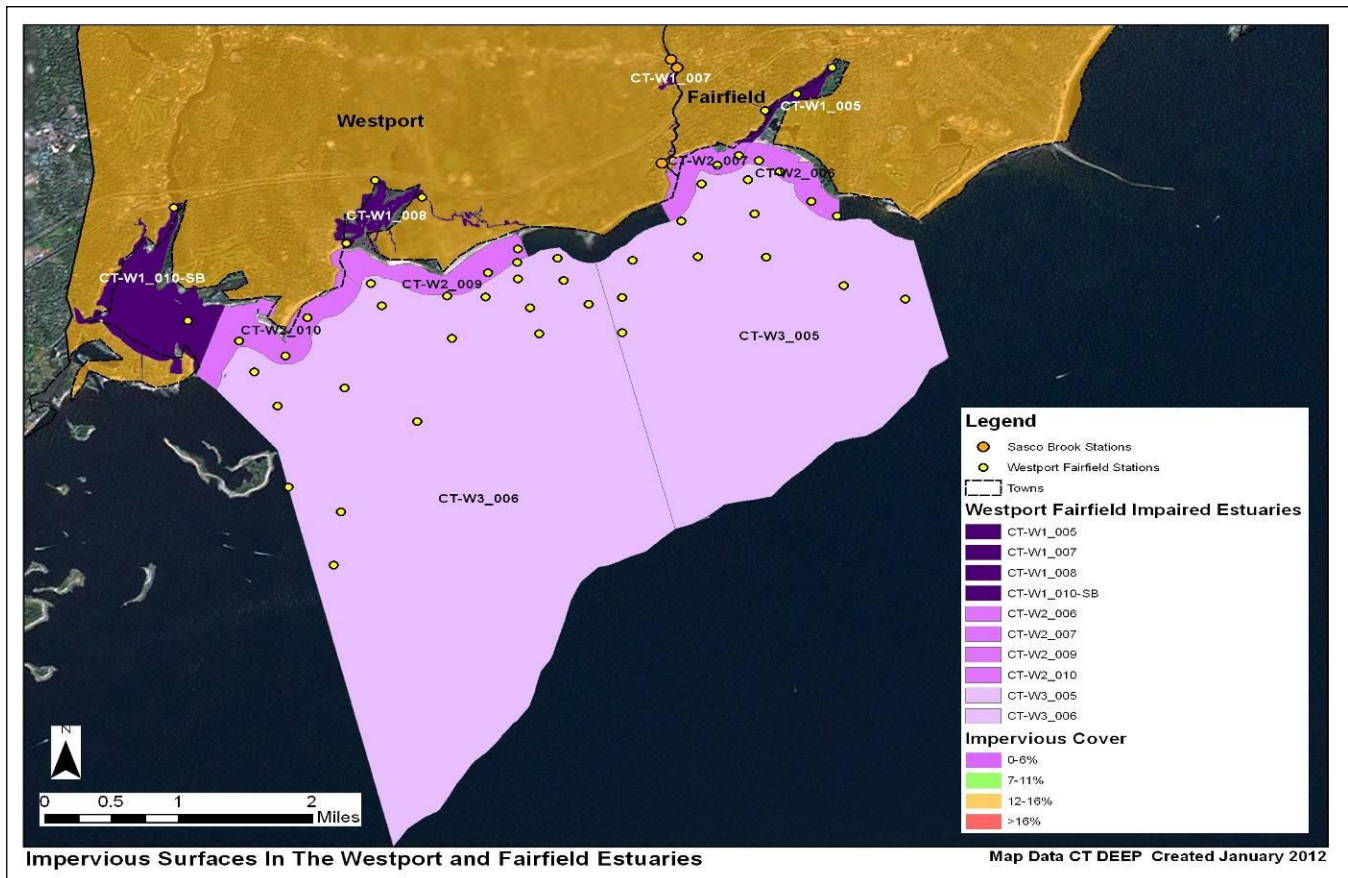 CT-W1_007
Fairfield
CT-W1_005
Westport
CT-W2_007
CT-W2_006
CT-W1_008
CT-W1_010-SB
CT-W2_009
CT-W2_010
CT-W3_005
CT-W3_006
Legend
Sasco Brook Stations
Westport Fairfield Stations
Towns
Westport Fairfield Impaired Estuaries
CT-W1_005
CT-W1_007
CT-W1_008
CT-W1_010-SB
CT-W2_006
CT-W2_007
CT-W2_009
CT-W2_010
CT-W3_005
CT-W3_006
Impervious Cover
0-6%
7-11%
12-16%
>16%
N
0 0.5 1 2
Miles
Impervious Surfaces In The Westport and Fairfield Estuaries
Map Data CT DEEP Created January 2012